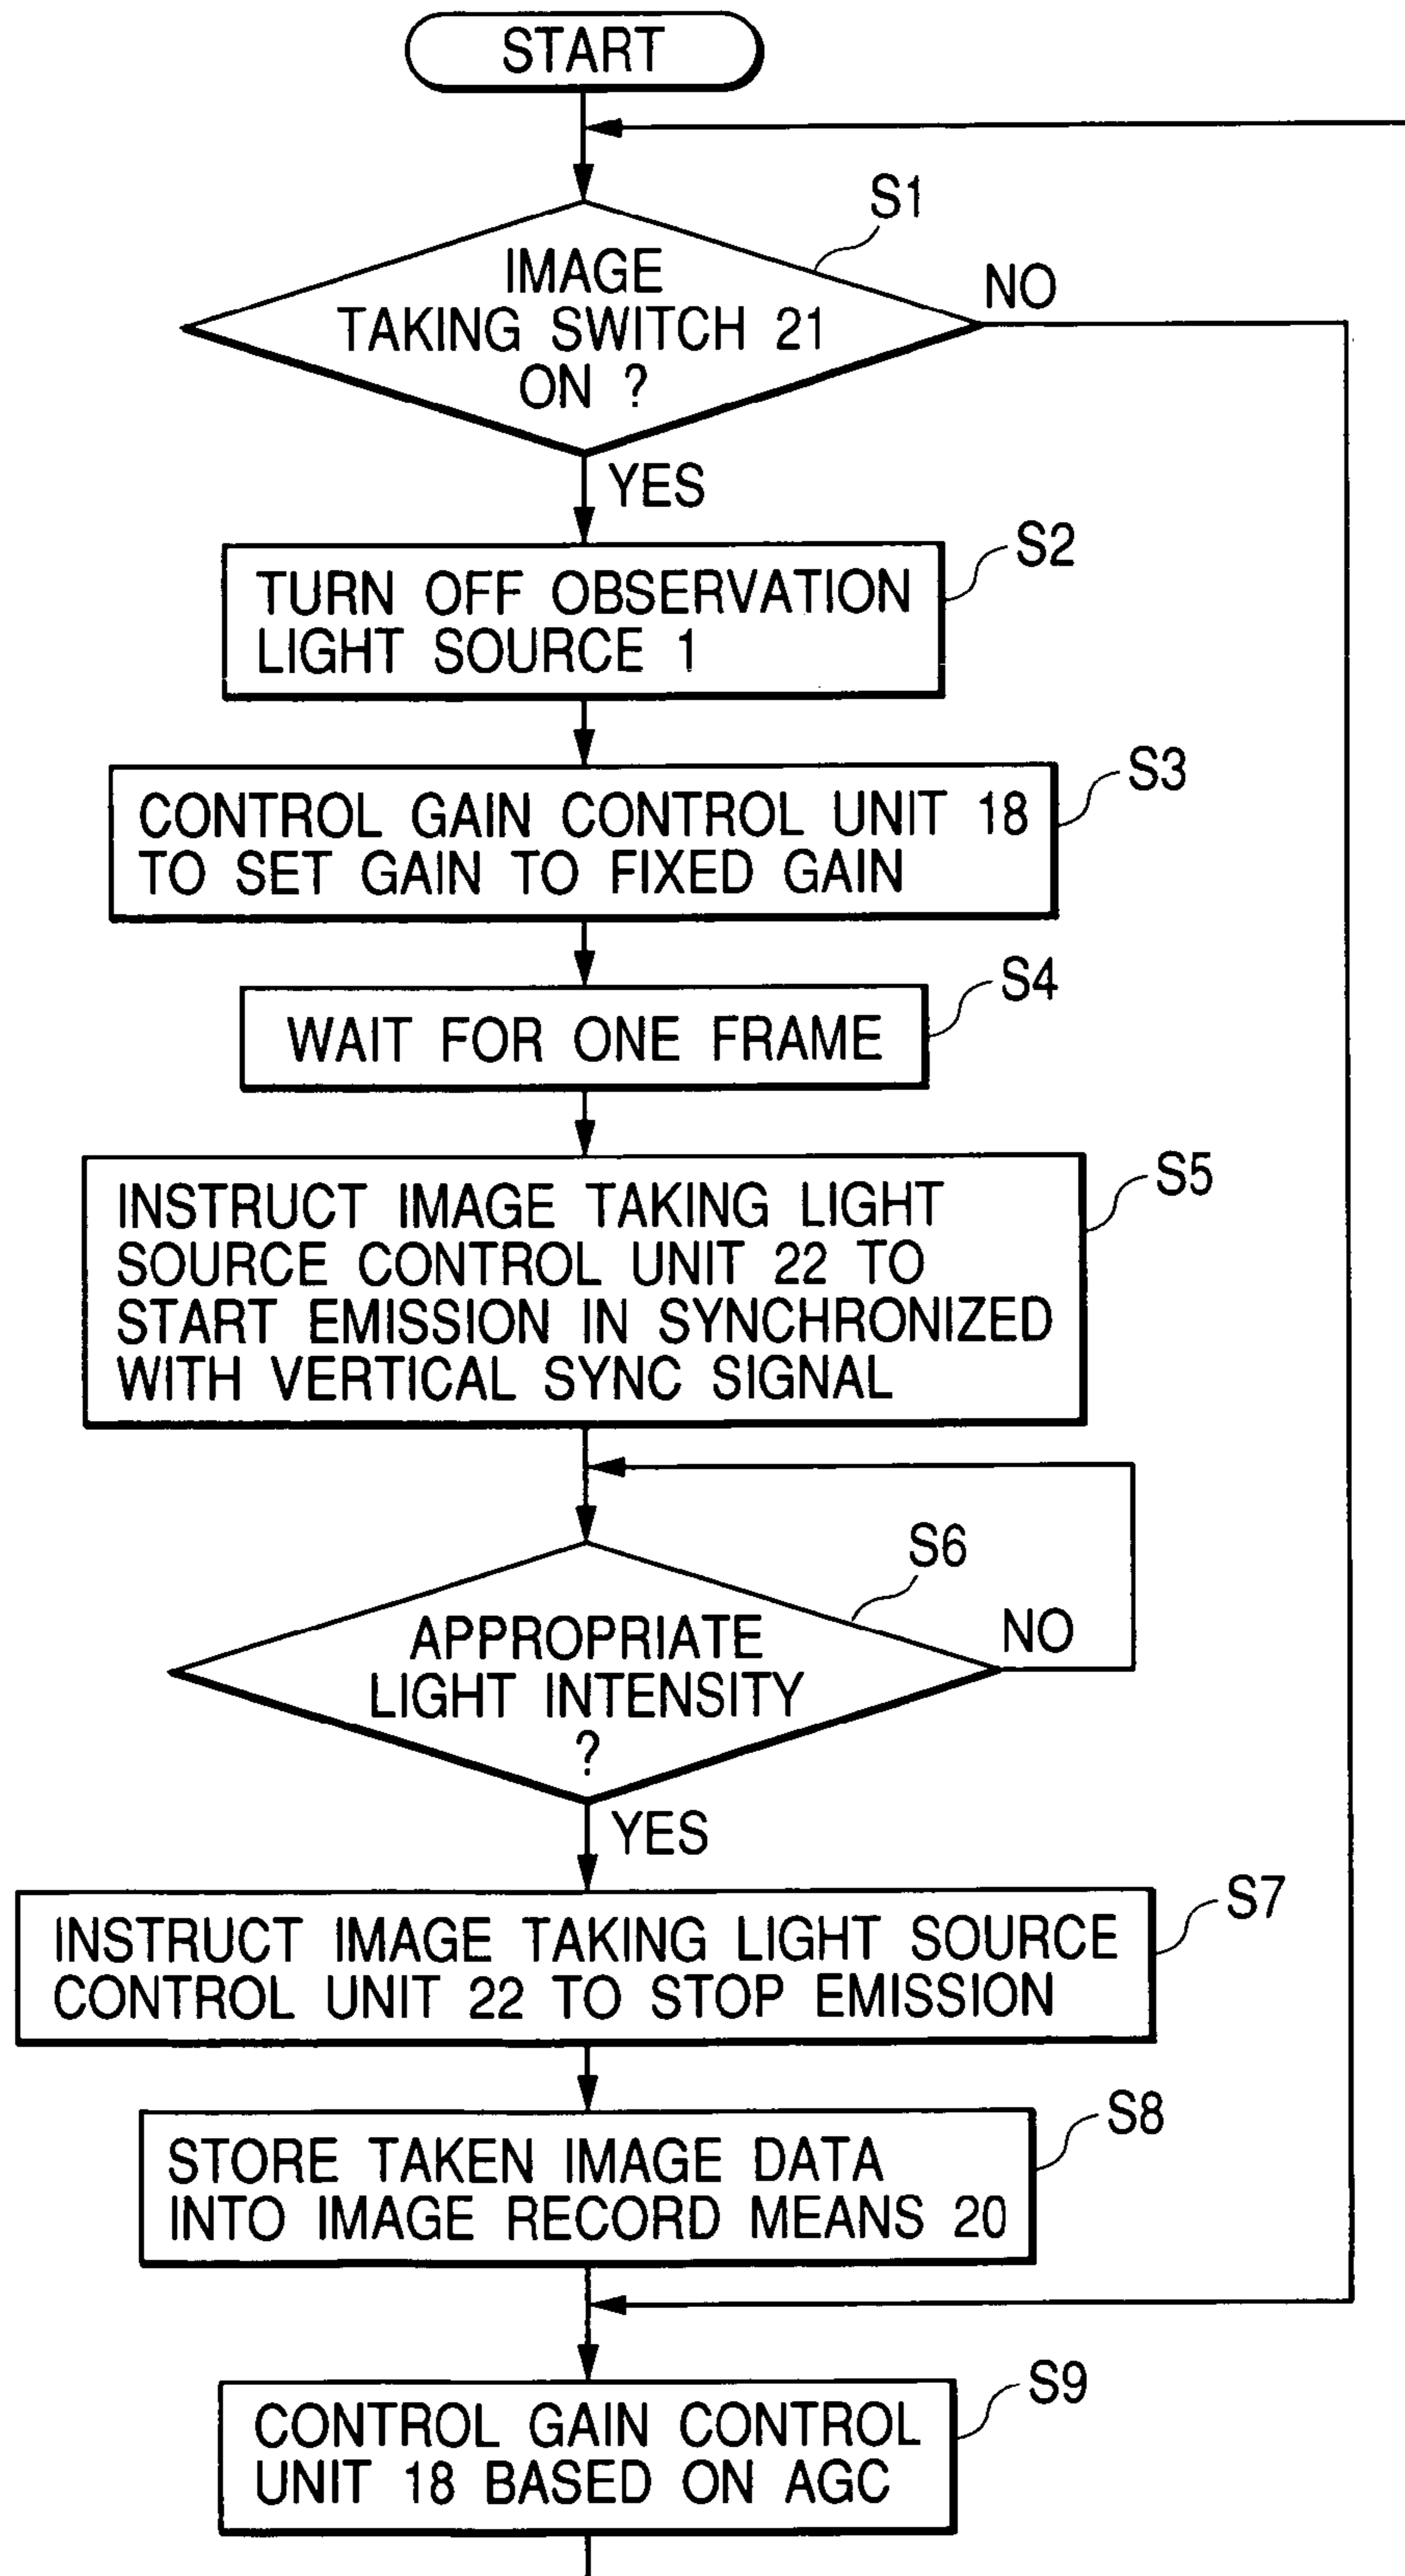 START
S1
IMAGE
TAKING SWITCH 21
ON ?
NO
YES
S2
TURN OFF OBSERVATION
LIGHT SOURCE 1
S3
CONTROL GAIN CONTROL UNIT 18
TO SET GAIN TO FIXED GAIN
S4
WAIT FOR ONE FRAME
S5
INSTRUCT IMAGE TAKING LIGHT
SOURCE CONTROL UNIT 22 TO
START EMISSION IN SYNCHRONIZED
WITH VERTICAL SYNC SIGNAL
S6
APPROPRIATE
LIGHT INTENSITY
?
NO
YES
S7
INSTRUCT IMAGE TAKING LIGHT SOURCE
CONTROL UNIT 22 TO STOP EMISSION
S8
STORE TAKEN IMAGE DATA
INTO IMAGE RECORD MEANS 20
S9
CONTROL GAIN CONTROL
UNIT 18 BASED ON AGC